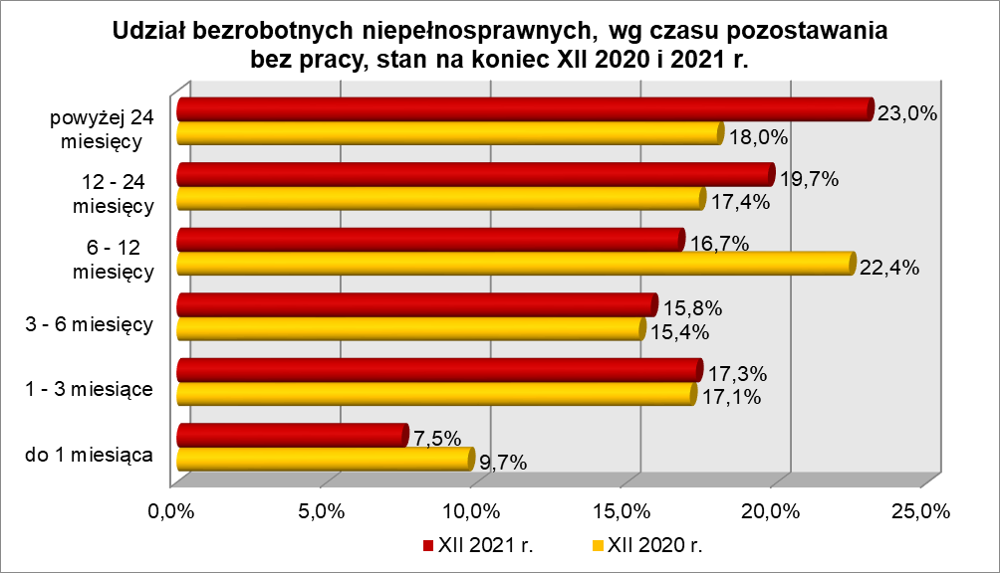 Udział bezrobotnych niepełnosprawnych, wg czasu pozostawania
bez pracy, stan na koniec XII 2020 i 2021 r.
powyżej 24
miesięcy
23,0%
18,0%
12 - 24
miesięcy
19,7%
17,4%
6 - 12
miesięcy
16,7%
22,4%
3 - 6 miesięcy
15,8%
15,4%
1 - 3 miesiące
17,3%
17,1%
do 1 miesiąca
7,5%
9,7%
0,0% 5,0% 10,0% 15,0% 20,0% 25,0%
XII 2021 r. XII 2020 r.